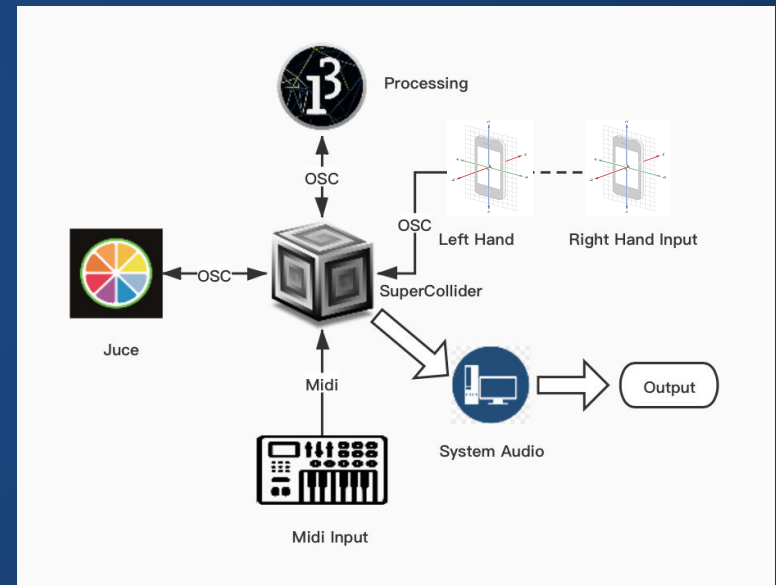 Processing
OSC
OSC
Left Hand
Right Hand Input
OSC
SuperCollider
Juce
Midi
Output
System Audio
Midi Input